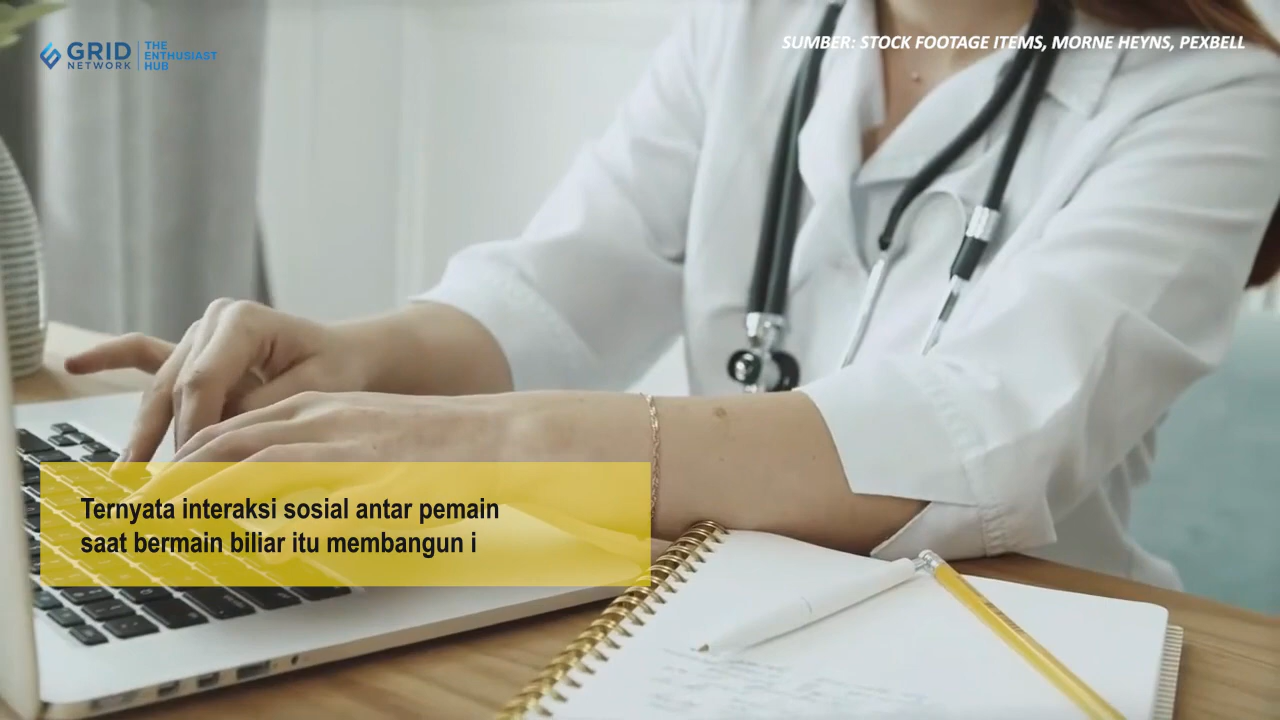 GRID
NETWORK
THE
ENTHUSIAST
HUB
SUMBER: STOCK FOOTAGE ITEMS, MORNE HEYNS, PEXBELL
Ternyata interaksi sosial antar pemain
saat bermain biliar itu membangun i